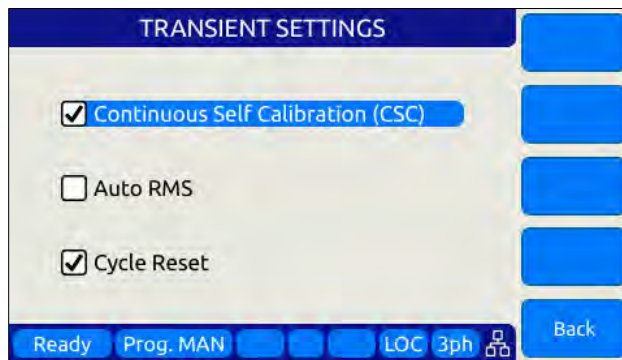 TRANSIENT SETTINGS
Continuous Self Calibration (CSC)
Auto RMS
Cycle Reset
Back
Ready Prog. MAN LOC 3ph